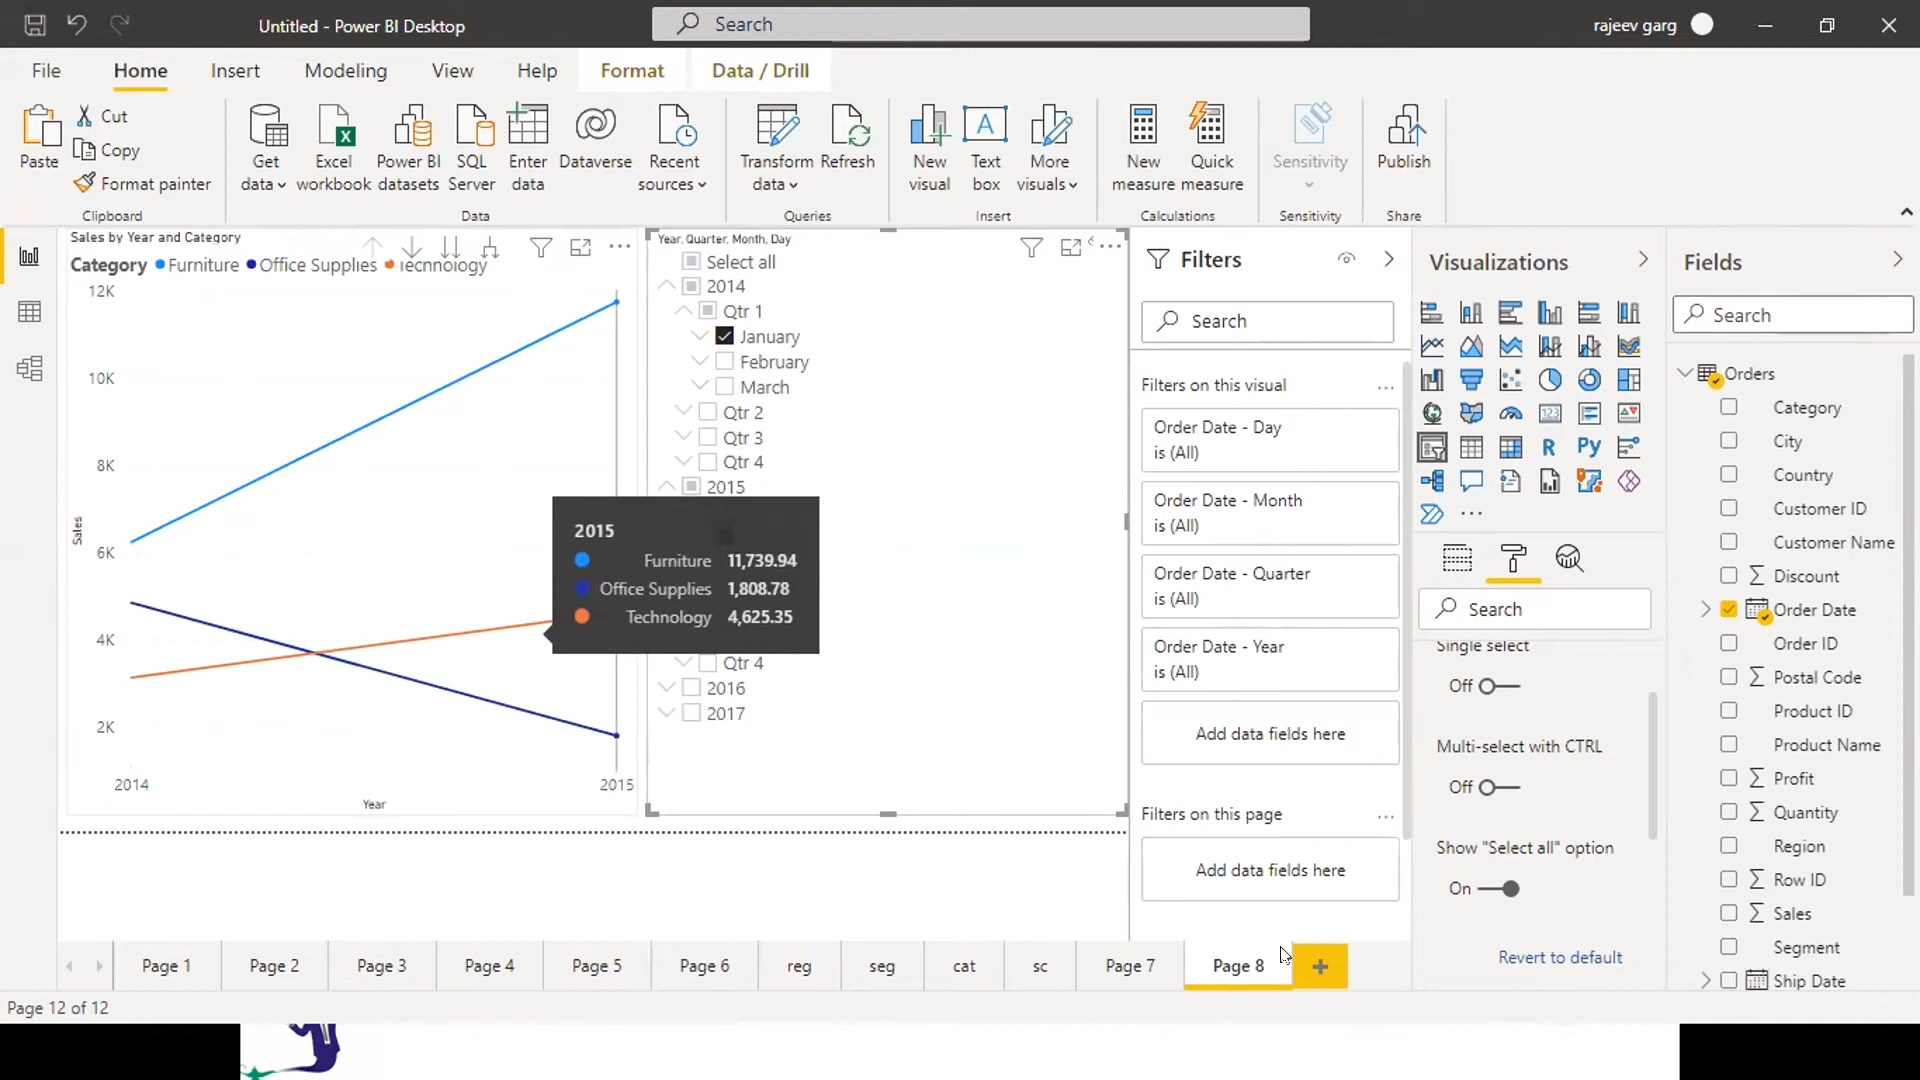 Untitled - Power BI Desktop
Search
rajeev garg
File
Home
Insert
Modeling
View
Help
Format
Data / Drill
Paste
Cut
Copy
Format painter
Clipboard
Get data
Excel workbook
Power BI datasets
SQL Server
Enter data
Dataverse
Recent sources
Data
Transform data
Refresh
Queries
New visual
Text box
More visuals
Insert
New measure
Quick measure
Calculations
Sensitivity
Sensitivity
Publish
Share
Sales by Year and Category
Category Furniture Office Supplies Technology
12K
10K
8K
6K
4K
2K
Sales
2014
2015
Year
2015
Furniture 11,739.94
Office Supplies 1,808.78
Technology 4,625.35
Year, Quarter, Month, Day
Select all
2014
Qtr 1
January
February
March
Qtr 2
Qtr 3
Qtr 4
2015
Qtr 4
2016
2017
Filters
Search
Filters on this visual
Order Date - Day
is (All)
Order Date - Month
is (All)
Order Date - Quarter
is (All)
Order Date - Year
is (All)
Add data fields here
Filters on this page
Add data fields here
Visualizations
123
R
Py
Search
Single select
Off
Multi-select with CTRL
Off
Show "Select all" option
On
Revert to default
Fields
Search
Orders
Category
City
Country
Customer ID
Customer Name
Discount
Order Date
Order ID
Postal Code
Product ID
Product Name
Profit
Quantity
Region
Row ID
Sales
Segment
Ship Date
Page 1
Page 2
Page 3
Page 4
Page 5
Page 6
reg
seg
cat
sc
Page 7
Page 8
Page 12 of 12